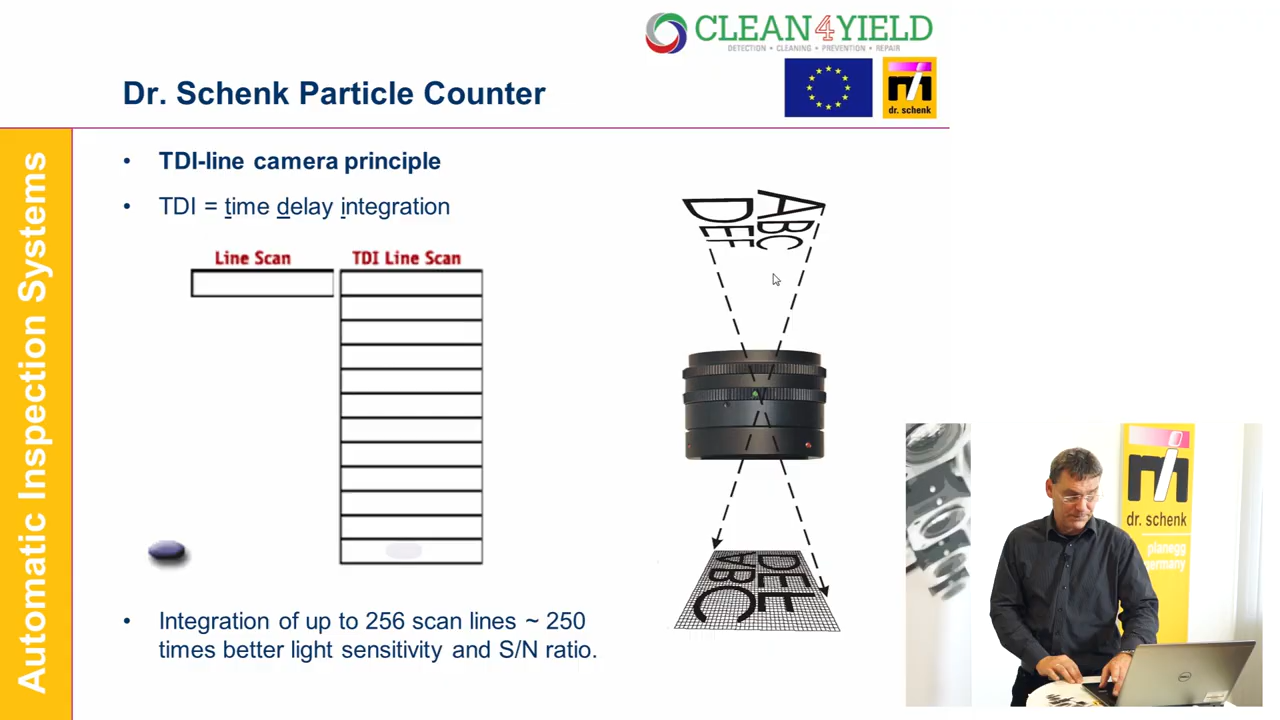 CLEAN4YIELD
DETECTION • CLEANING • PREVENTION • REPAIR
dr. schenk
Dr. Schenk Particle Counter
Automatic Inspection Systems
• TDI-line camera principle
• TDI = time delay integration
Line Scan
TDI Line Scan
ABC
DEF
ABC
DEF
• Integration of up to 256 scan lines ~ 250
times better light sensitivity and S/N ratio.
dr. schenk
planegg
germany
DELL